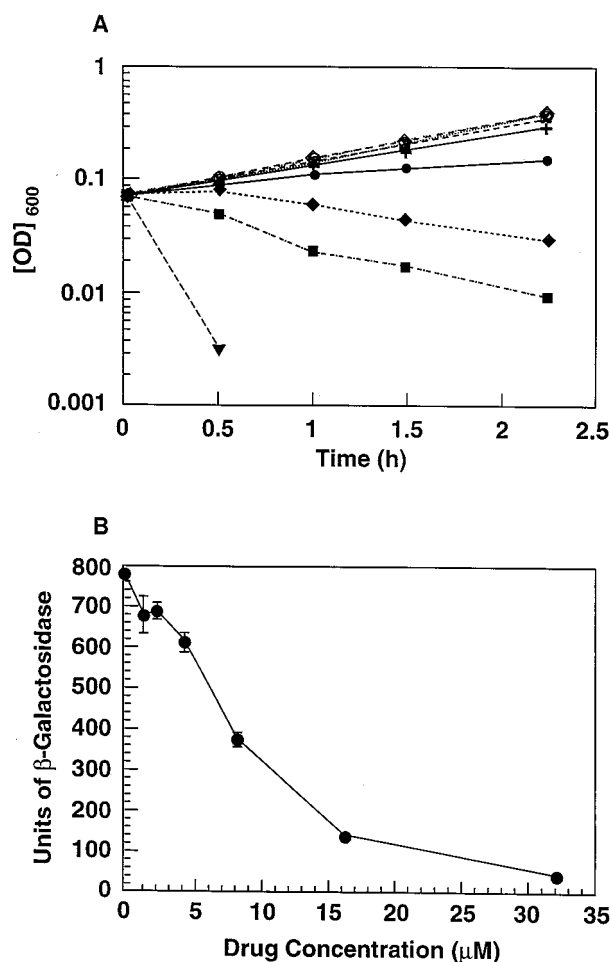 A
1
0.1
0.01
0.001
[OD] 600
0 0.5 1 1.5 2 2.5
Time (h)
B
800
700
600
500
400
300
200
100
0
Units of β-Galactosidase
0 5 10 15 20 25 30 35
Drug Concentration (μM)